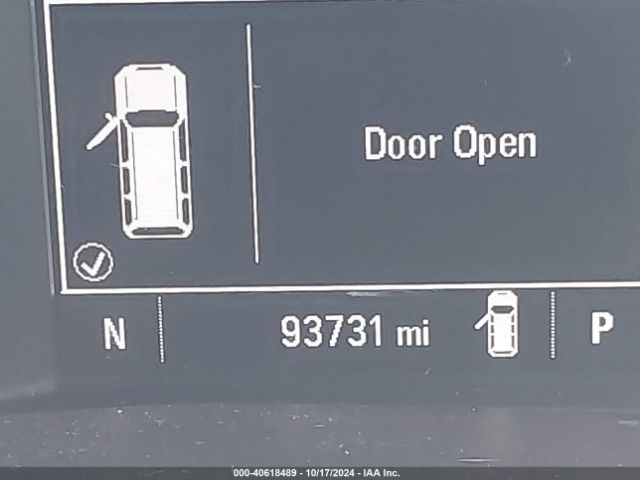 Door Open
N 93731 mi P
000-40618489 - 10/17/2024 - IAA Inc.